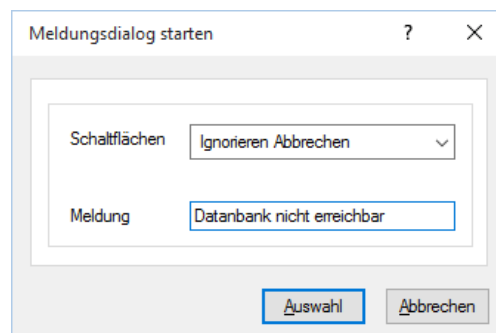 Meldungsdialog starten ?
Schaltflächen Ignorieren Abbrechen
Meldung Datanbank nicht erreichbar
Auswahl Abbrechen